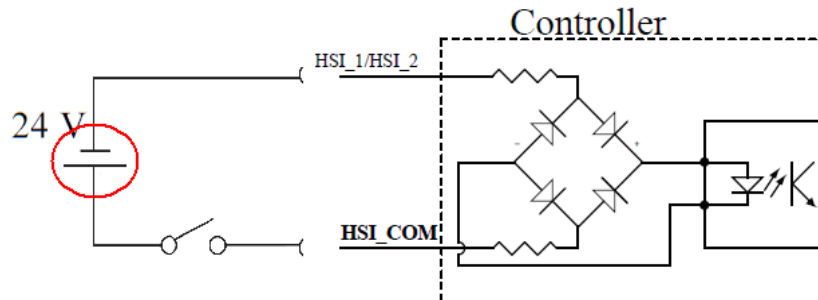 Controller
HSI_1/HSI_2
24 V
- +
HSI_COM